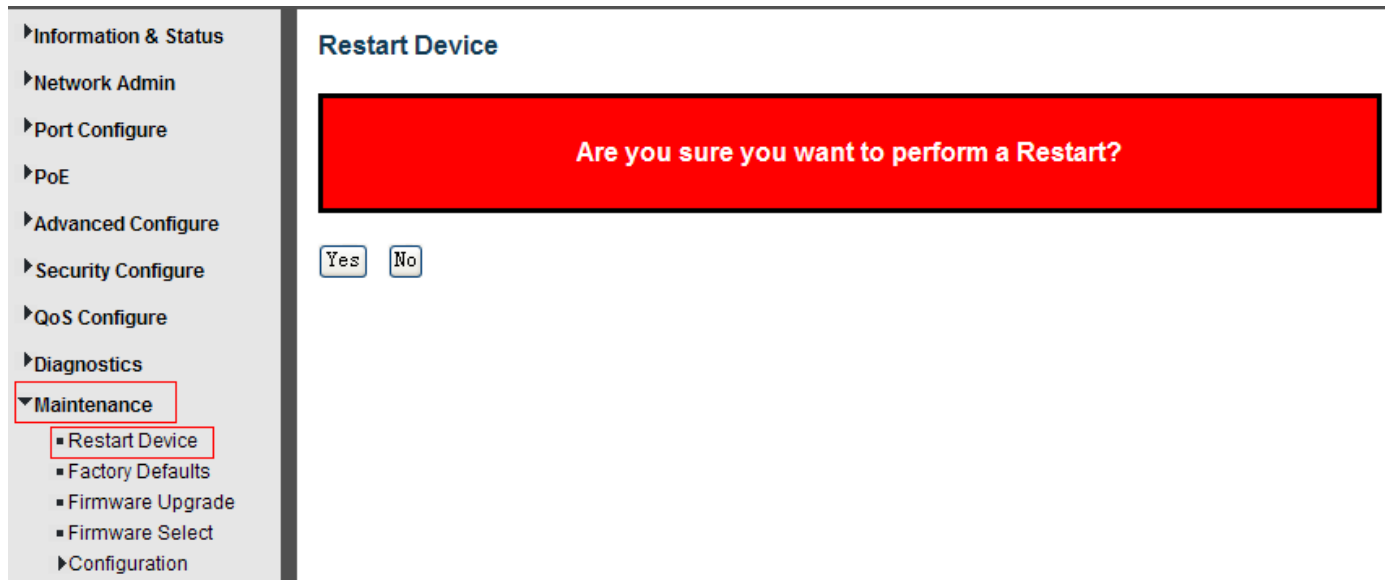 Information & Status
Network Admin
Port Configure
PoE
Advanced Configure
Security Configure
QoS Configure
Diagnostics
Maintenance
Restart Device
Factory Defaults
Firmware Upgrade
Firmware Select
Configuration
Restart Device
Are you sure you want to perform a Restart?
Yes No